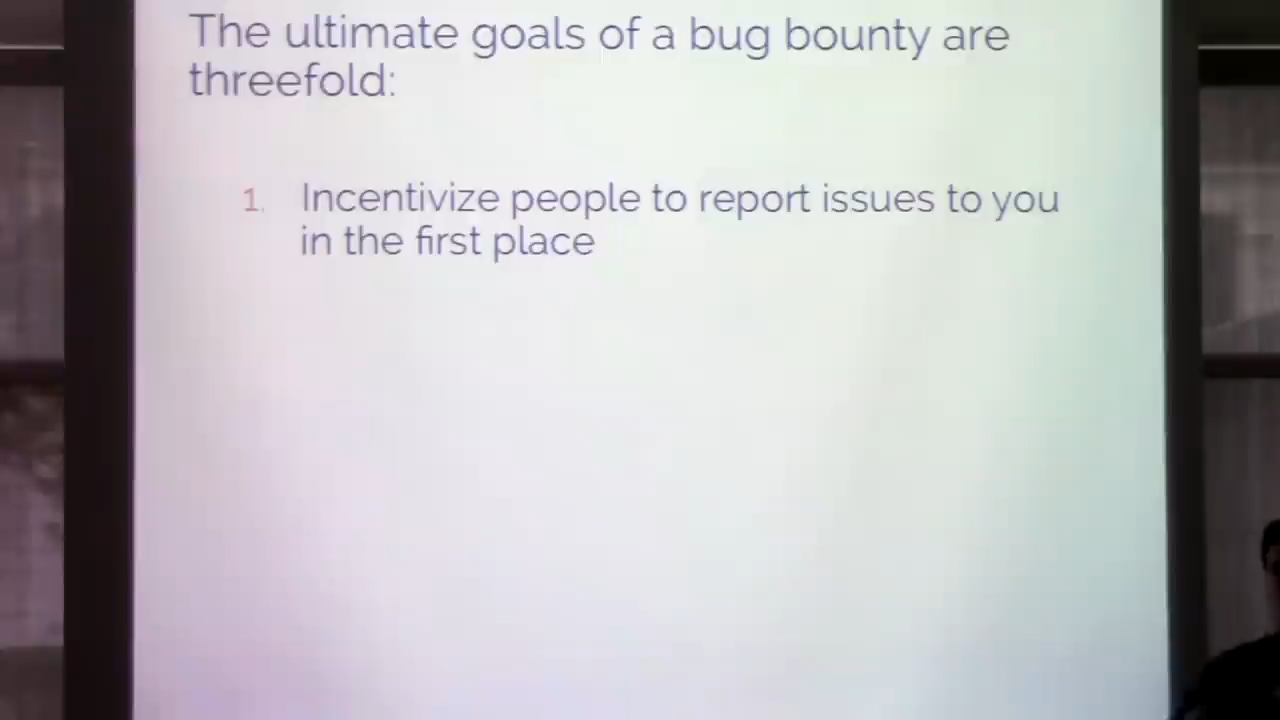 The ultimate goals of a bug bounty are
threefold:
1. Incentivize people to report issues to you
in the first place